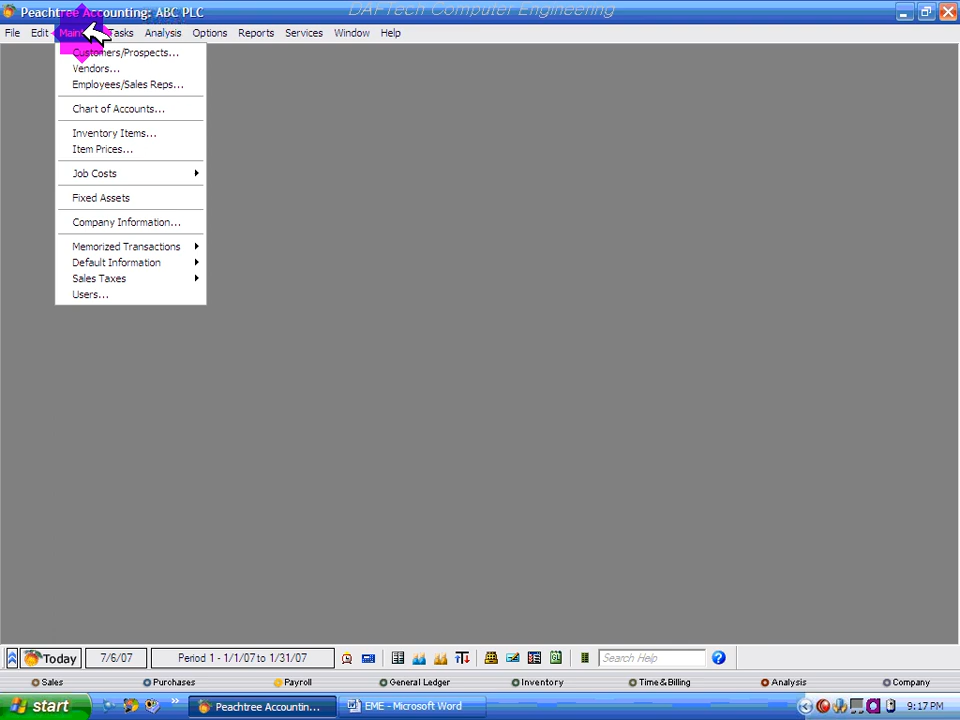 Peachtree Accounting: ABC PLC
DAFTech Computer Engineering
File Edit Tasks Analysis Options Reports Services Window Help
Customers/Prospects...
Vendors...
Employees/Sales Reps...
Chart of Accounts...
Inventory Items...
Item Prices...
Job Costs
Fixed Assets
Company Information...
Memorized Transactions
Default Information
Sales Taxes
Users...
Today 7/6/07 Period 1 - 1/1/07 to 1/31/07 Search Help
Sales Purchases Payroll General Ledger Inventory Time & Billing Analysis Company
start Peachtree Accountin... EME - Microsoft Word 9:17 PM